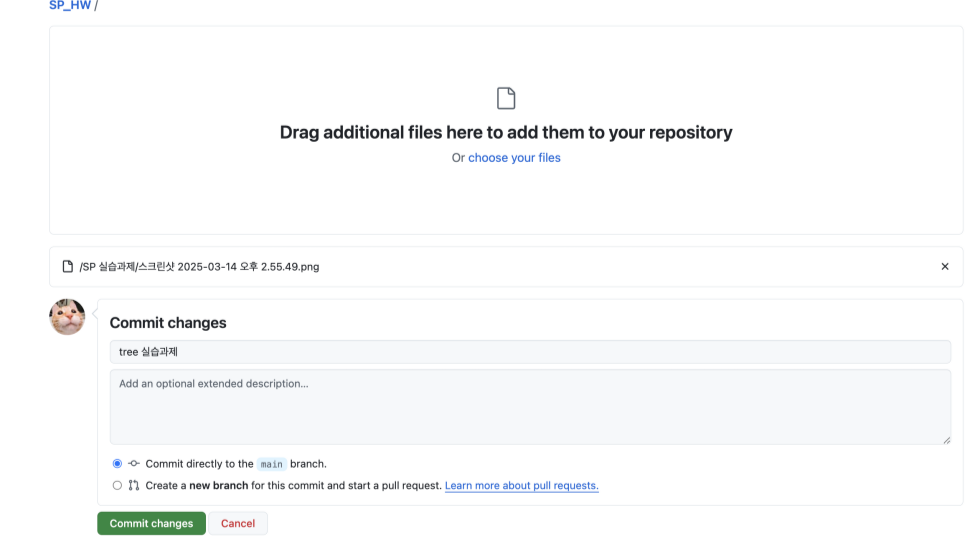 SP_HW /
Drag additional files here to add them to your repository
Or choose your files
/SP 실습과제/스크린샷 2025-03-14 오후 2.55.49.png
Commit changes
tree 실습과제
Add an optional extended description...
Commit directly to the main branch.
Create a new branch for this commit and start a pull request. Learn more about pull requests.
Commit changes Cancel